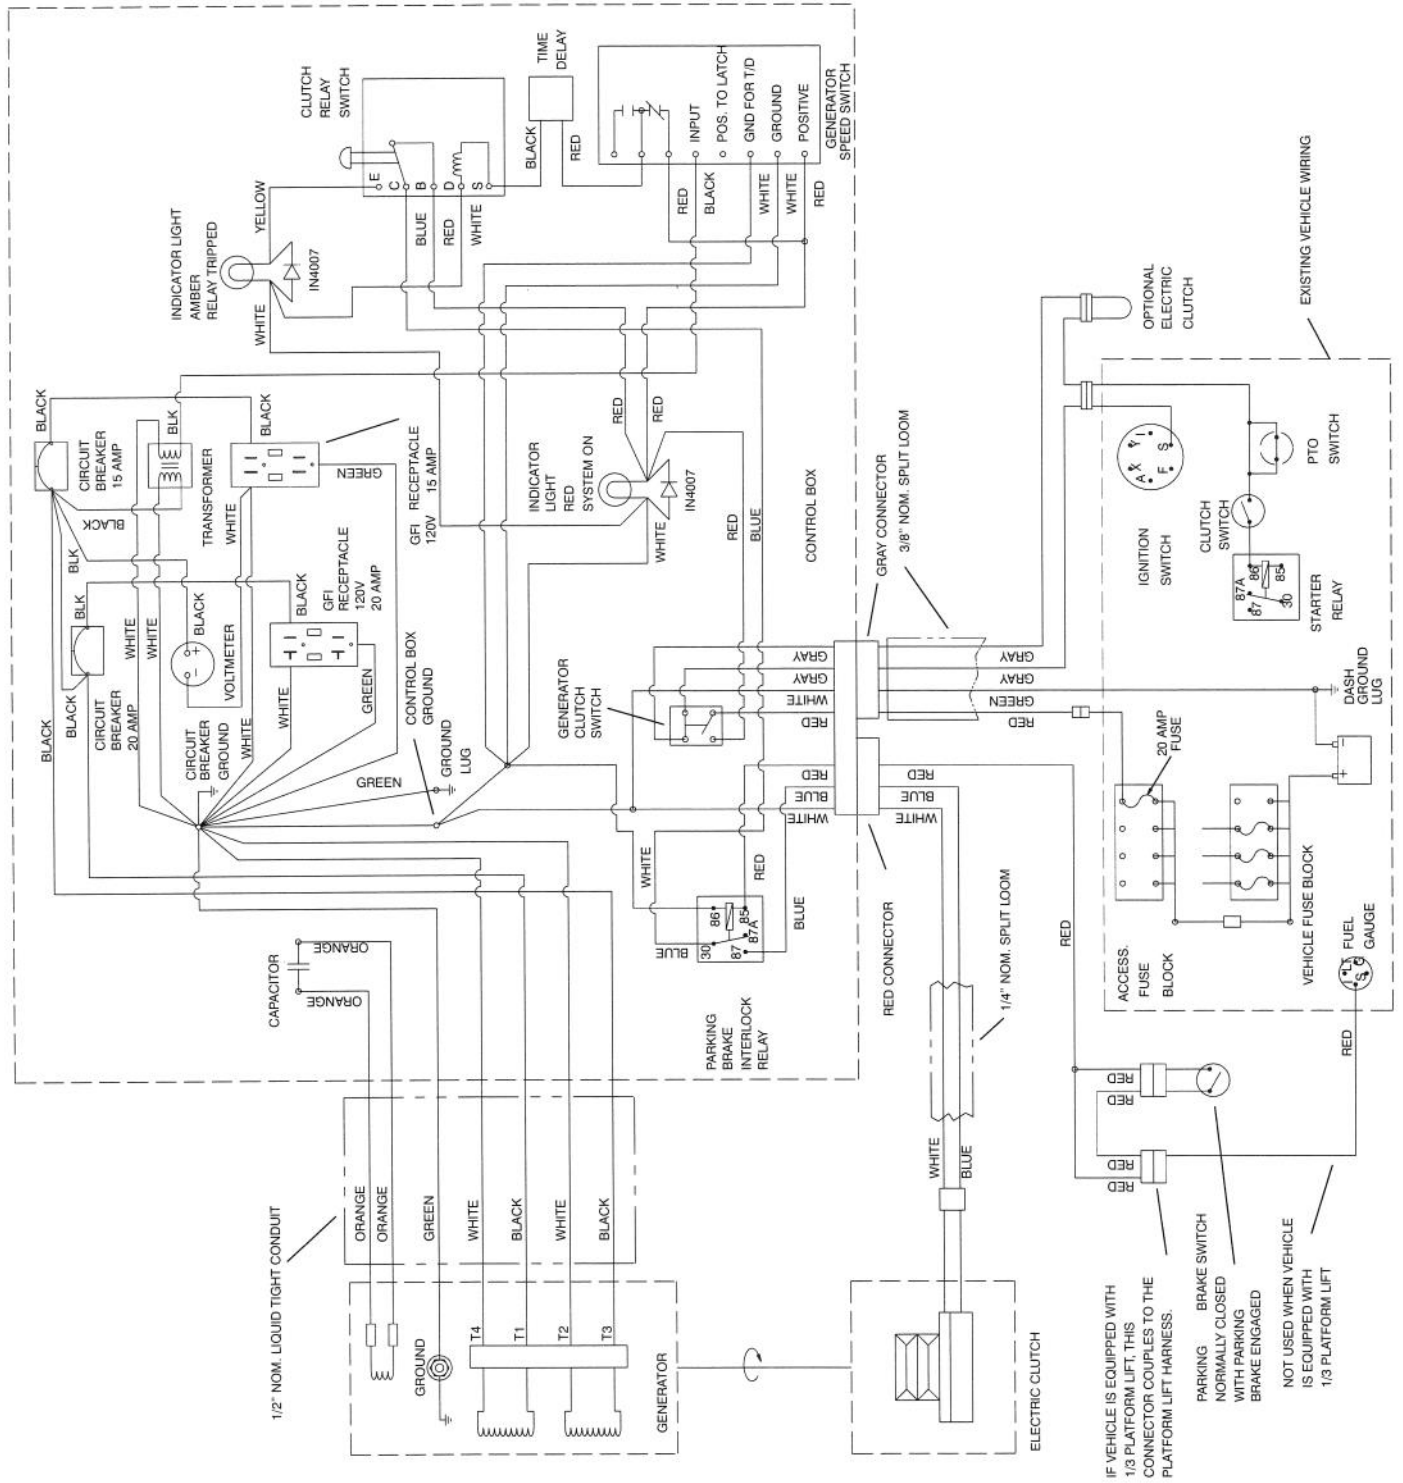 CLUTCH
RELAY
SWITCH
TIME
DELAY
GENERATOR
SPEED SWITCH
INPUT
POS. TO LATCH
GND FOR T/D
GROUND
POSITIVE
BLACK
RED
E
C
B
D
S
YELLOW
BLUE
RED
WHITE
RED
BLACK
WHITE
WHITE
RED
INDICATOR LIGHT
AMBER
RELAY TRIPPED
IN4007
WHITE
BLACK
CIRCUIT
BREAKER
15 AMP
BLACK
BLK
TRANSFORMER
BLACK
GREEN
GFI RECEPTACLE
120V 15 AMP
WHITE
BLK
BLK
BLACK
CIRCUIT
BREAKER
20 AMP
WHITE
WHITE
BLACK
VOLTMETER
+
-
BLACK
GFI
RECEPTACLE
120V
20 AMP
WHITE
GREEN
WHITE
BLACK
CIRCUIT
BREAKER
GROUND
CONTROL BOX
GROUND
GROUND
LUG
GREEN
INDICATOR
LIGHT
RED
SYSTEM ON
RED
RED
IN4007
WHITE
RED
BLUE
CONTROL BOX
GENERATOR
CLUTCH
SWITCH
GRAY
GRAY
WHITE
RED
RED
BLUE
WHITE
GRAY CONNECTOR
3/8" NOM. SPLIT LOOM
GRAY
GRAY
GREEN
RED
RED
BLUE
WHITE
RED CONNECTOR
1/4" NOM. SPLIT LOOM
WHITE
BLUE
RED
BLUE
86
85
30
87
87A
PARKING
BRAKE
INTERLOCK
RELAY
CAPACITOR
ORANGE
ORANGE
1/2" NOM. LIQUID TIGHT CONDUIT
ORANGE
ORANGE
GREEN
WHITE
BLACK
WHITE
BLACK
GROUND
T4
T1
T2
T3
GENERATOR
ELECTRIC CLUTCH
WHITE
BLUE
OPTIONAL
ELECTRIC
CLUTCH
EXISTING VEHICLE WIRING
A
X
Y
I
F
S
IGNITION
SWITCH
PTO
SWITCH
CLUTCH
SWITCH
87A
86
87
85
30
STARTER
RELAY
DASH
GROUND
LUG
20 AMP
FUSE
-
+
ACCESS.
FUSE
BLOCK
VEHICLE FUSE BLOCK
FUEL
GAUGE
LT
I
S
G
RED
RED
RED
RED
RED
RED
IF VEHICLE IS EQUIPPED WITH
1/3 PLATFORM LIFT, THIS
CONNECTOR COUPLES TO THE
PLATFORM LIFT HARNESS.
PARKING BRAKE SWITCH
NORMALLY CLOSED
WITH PARKING
BRAKE ENGAGED
NOT USED WHEN VEHICLE
IS EQUIPPED WITH
1/3 PLATFORM LIFT